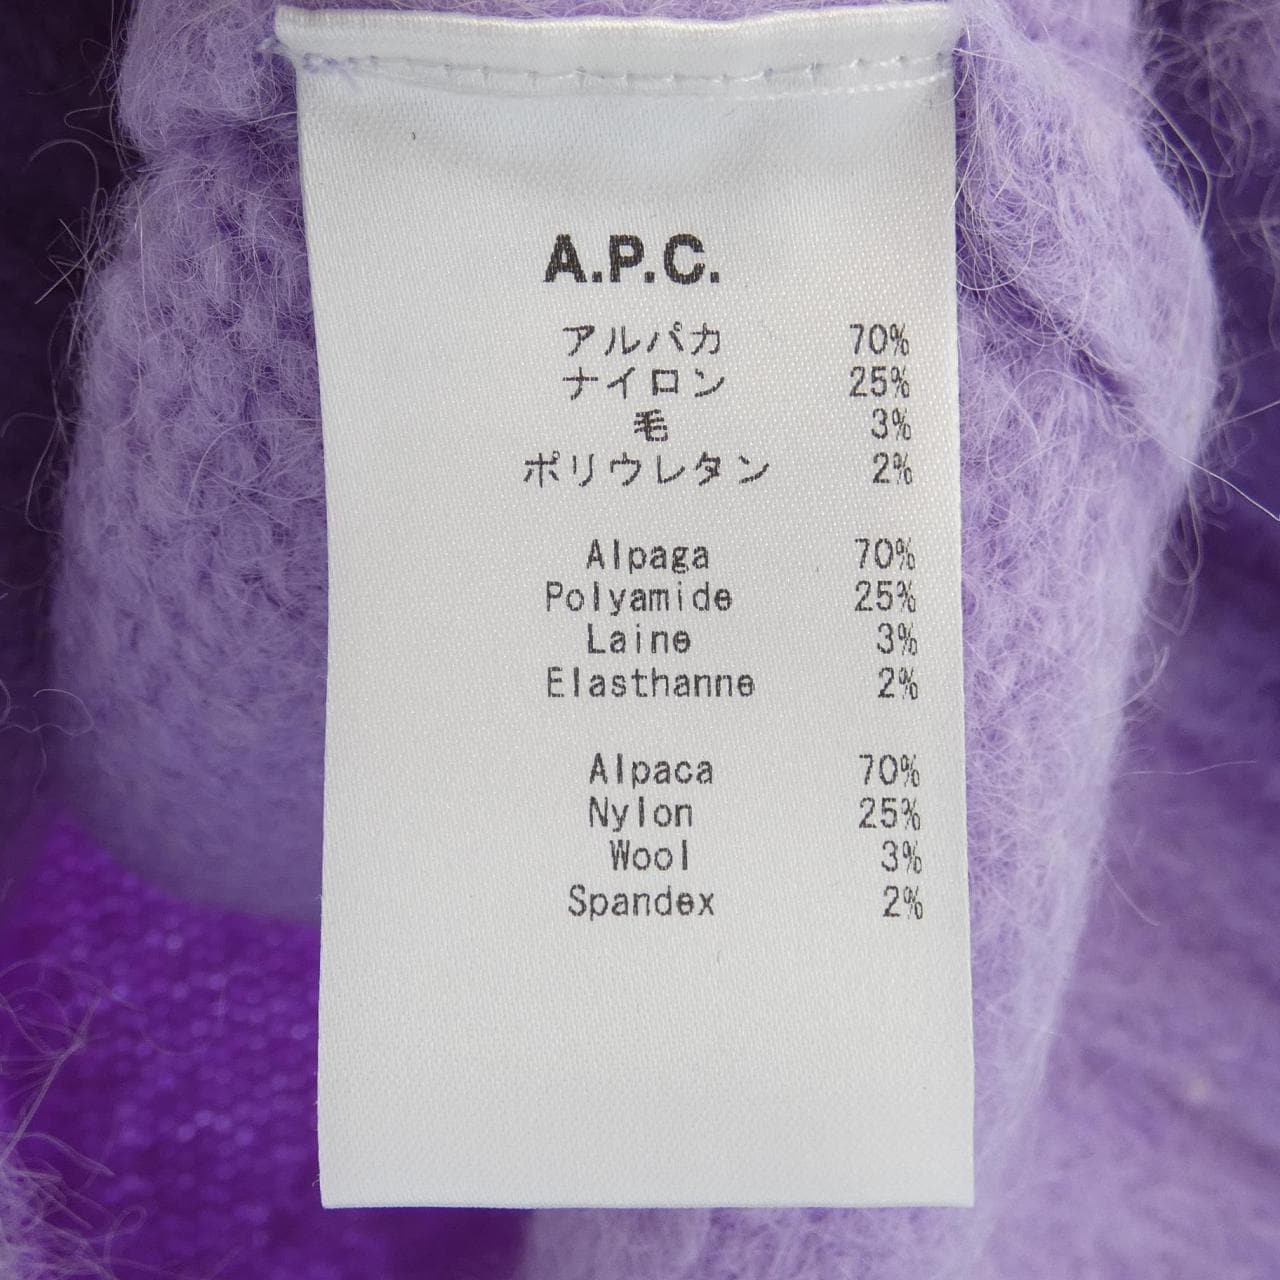 A.P.C.
アルパカ 70%
ナイロン 25%
毛 3%
ポリウレタン 2%
Alpaga 70%
Polyamide 25%
Laine 3%
Elasthanne 2%
Alpaca 70%
Nylon 25%
Wool 3%
Spandex 2%